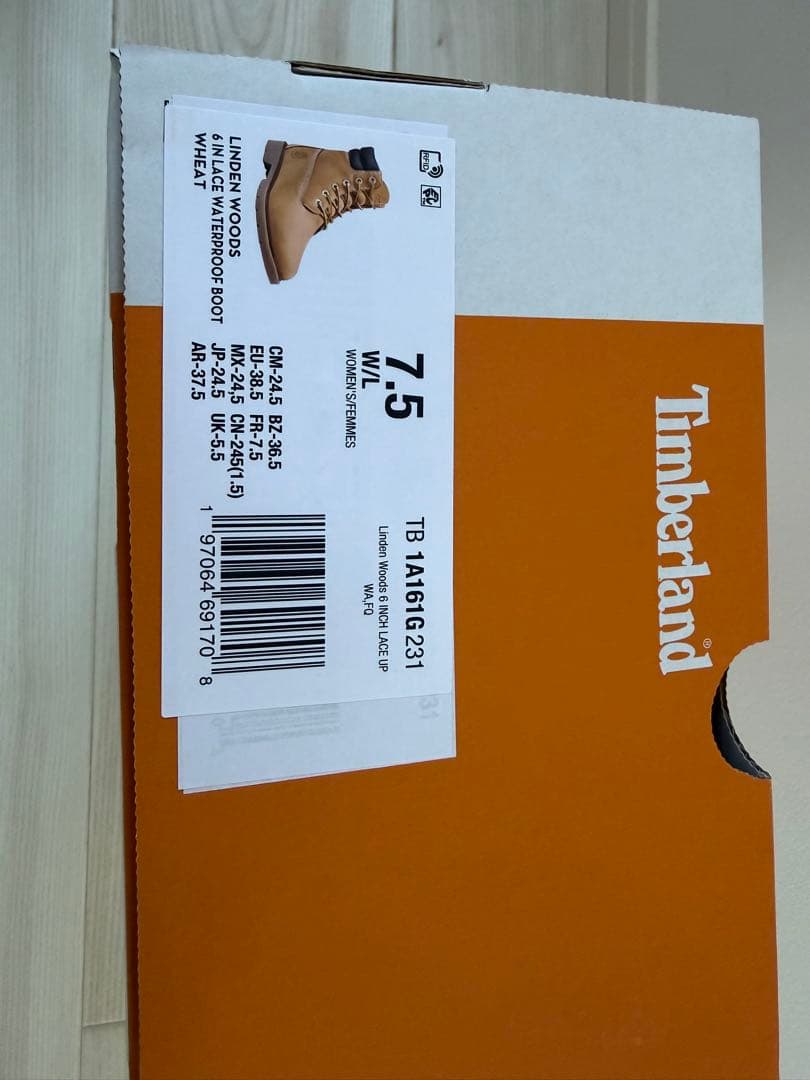 Timberland®
RFID
7.5
W/L
WOMEN'S/FEMMES
TB 1A161G 231
Linden Woods 6 INCH LACE UP
WA,FQ
LINDEN WOODS
6 IN LACE WATERPROOF BOOT
WHEAT
CM-24.5 BZ-36.5
EU-38.5 FR-7.5
MX-24,5 CN-245(1.5)
JP-24.5 UK-5.5
AR-37.5
1 97064 69170 8
31